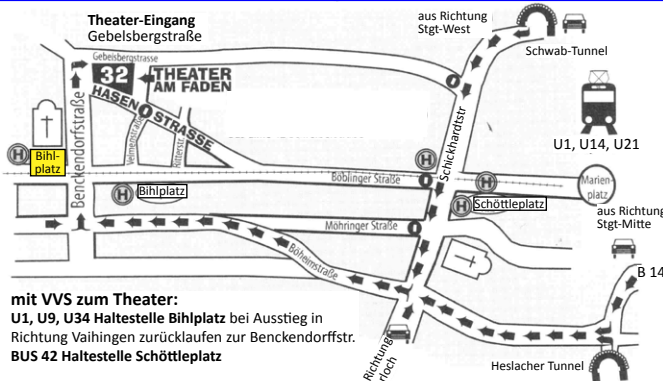 Theater-Eingang
Gebelsbergstraße
aus Richtung
Stgt-West
Schwab-Tunnel
Gebelsbergstrasse
32
THEATER
AM FADEN
HASENSTRASSE
Benckendorfstraße
Schickhardtstr
U1, U14, U21
H
Bihl-
platz
H
Böblinger Straße
H
Marien-
platz
H
Bihlplatz
H
Schöttleplatz
aus Richtung
Stgt-Mitte
Möhringer Straße
Böheimstraße
B 14
mit VVS zum Theater:
U1, U9, U34 Haltestelle Bihlplatz bei Ausstieg in
Richtung Vaihingen zurücklaufen zur Benckendorffstr.
BUS 42 Haltestelle Schöttleplatz
Richtung
Heslacher Tunnel